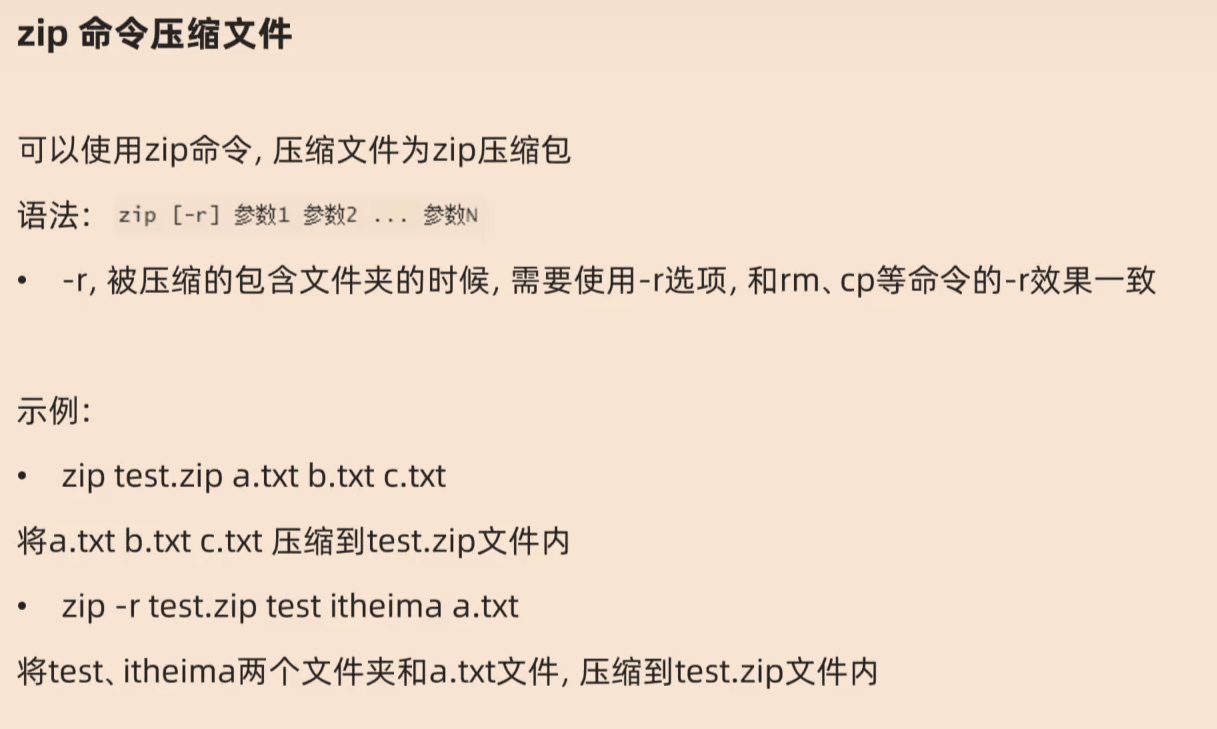 zip 命令压缩文件
可以使用zip命令, 压缩文件为zip压缩包
语法： zip [-r] 参数1 参数2 ... 参数N
• -r, 被压缩的包含文件夹的时候, 需要使用-r选项, 和rm、cp等命令的-r效果一致
示例：
• zip test.zip a.txt b.txt c.txt
将a.txt b.txt c.txt 压缩到test.zip文件内
• zip -r test.zip test itheima a.txt
将test、itheima两个文件夹和a.txt文件, 压缩到test.zip文件内